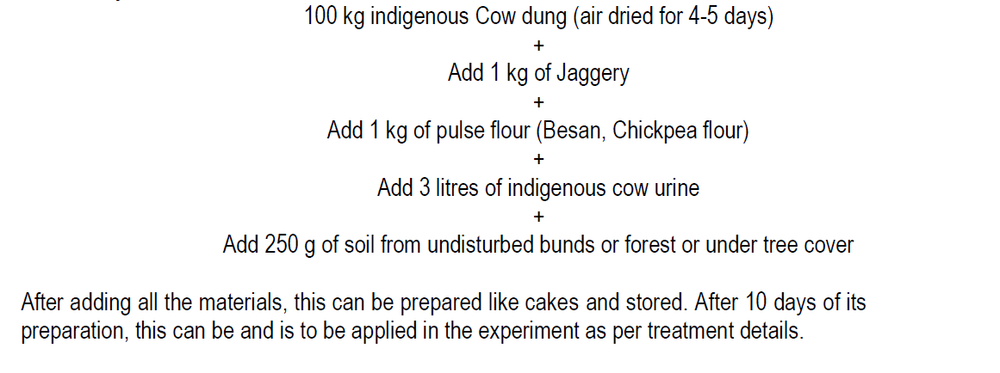 100 kg indigenous Cow dung (air dried for 4-5 days)
+
Add 1 kg of Jaggery
+
Add 1 kg of pulse flour (Besan, Chickpea flour)
+
Add 3 litres of indigenous cow urine
+
Add 250 g of soil from undisturbed bunds or forest or under tree cover
After adding all the materials, this can be prepared like cakes and stored. After 10 days of its
preparation, this can be and is to be applied in the experiment as per treatment details.